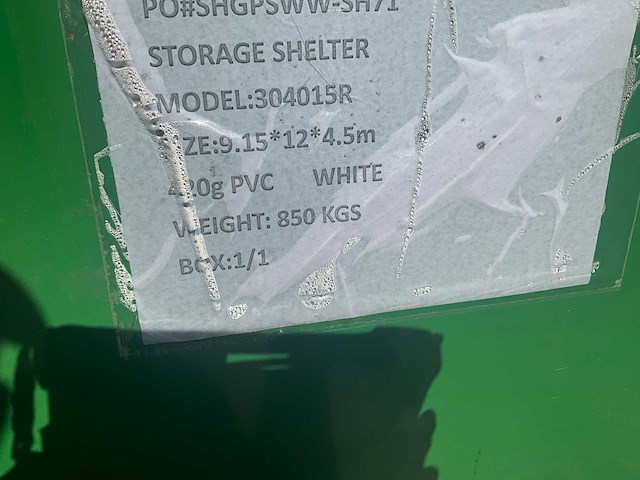 PO#SHGPSWW-SH71
STORAGE SHELTER
MODEL:304015R
ZE:9.15*12*4.5m
420g PVC WHITE
WEIGHT: 850 KGS
BOX:1/1